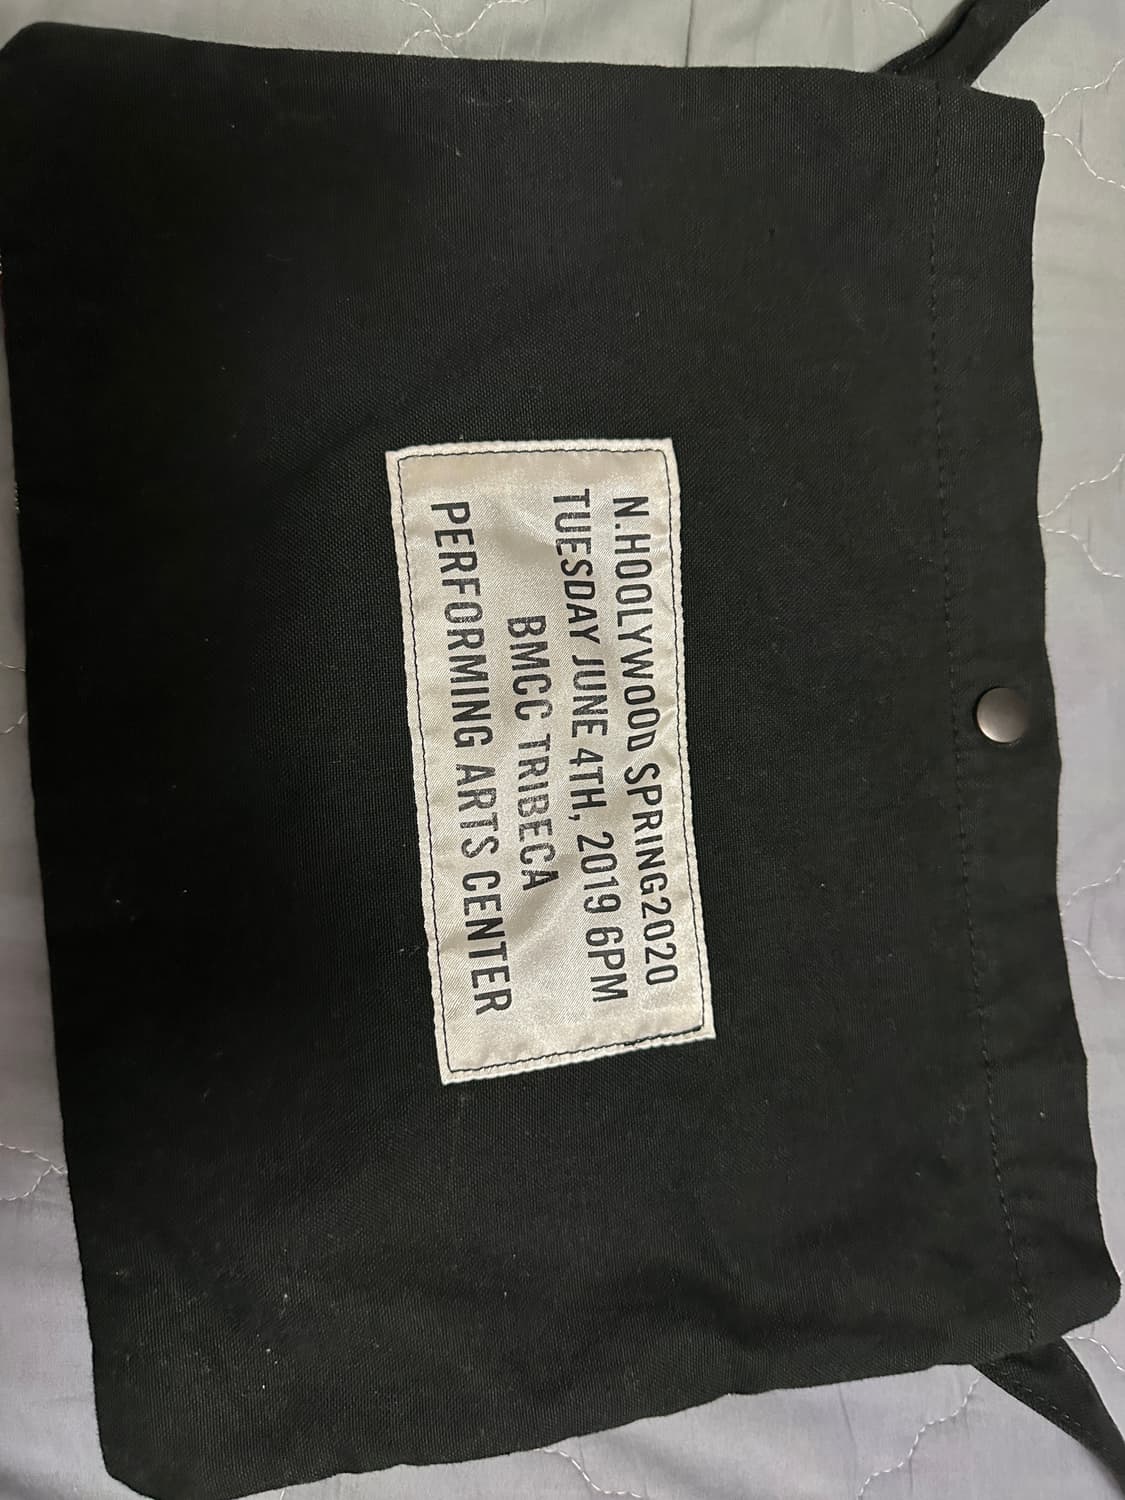 N.HOOLYWOOD SPRING2020
TUESDAY JUNE 4TH, 2019 6PM
BMCC TRIBECA
PERFORMING ARTS CENTER